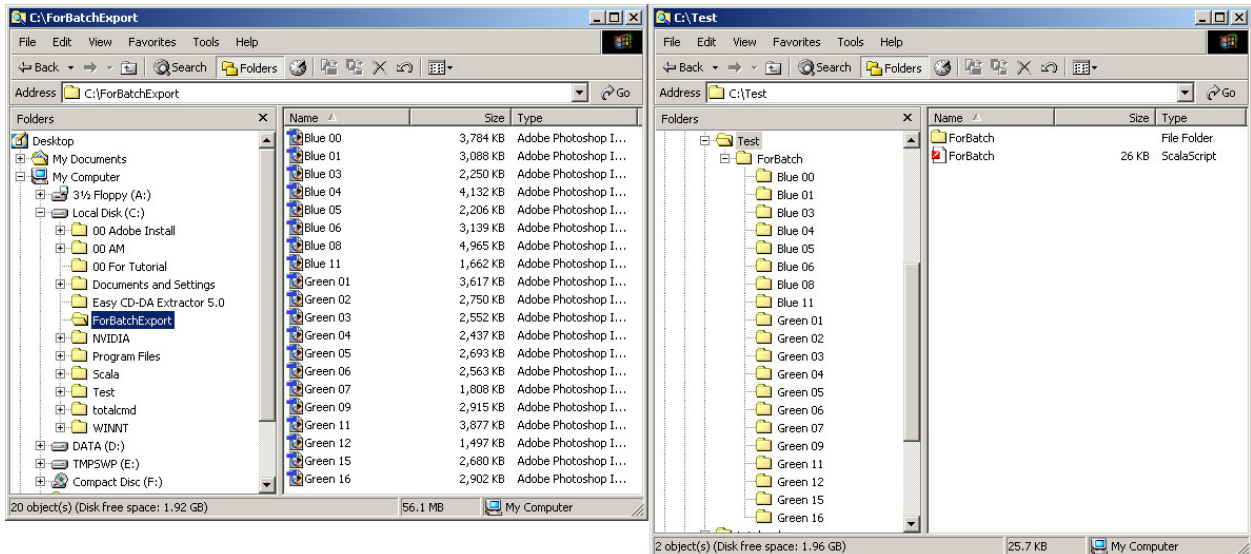 C:\ForBatchExport
File Edit View Favorites Tools Help
Back Search Folders
Address C:\ForBatchExport Go
Folders
Desktop
My Documents
My Computer
3½ Floppy (A:)
Local Disk (C:)
00 Adobe Install
00 AM
00 For Tutorial
Documents and Settings
Easy CD-DA Extractor 5.0
ForBatchExport
NVIDIA
Program Files
Scala
Test
totalcmd
WINNT
DATA (D:)
TMPSWP (E:)
Compact Disc (F:)
Name Size Type
Blue 00 3,784 KB Adobe Photoshop I...
Blue 01 3,088 KB Adobe Photoshop I...
Blue 03 2,250 KB Adobe Photoshop I...
Blue 04 4,132 KB Adobe Photoshop I...
Blue 05 2,206 KB Adobe Photoshop I...
Blue 06 3,139 KB Adobe Photoshop I...
Blue 08 4,965 KB Adobe Photoshop I...
Blue 11 1,662 KB Adobe Photoshop I...
Green 01 3,617 KB Adobe Photoshop I...
Green 02 2,750 KB Adobe Photoshop I...
Green 03 2,552 KB Adobe Photoshop I...
Green 04 2,437 KB Adobe Photoshop I...
Green 05 2,693 KB Adobe Photoshop I...
Green 06 2,563 KB Adobe Photoshop I...
Green 07 1,808 KB Adobe Photoshop I...
Green 09 2,915 KB Adobe Photoshop I...
Green 11 3,877 KB Adobe Photoshop I...
Green 12 1,497 KB Adobe Photoshop I...
Green 15 2,680 KB Adobe Photoshop I...
Green 16 2,902 KB Adobe Photoshop I...
20 object(s) (Disk free space: 1.92 GB) 56.1 MB My Computer
C:\Test
File Edit View Favorites Tools Help
Back Search Folders
Address C:\Test Go
Folders
Test
ForBatch
Blue 00
Blue 01
Blue 03
Blue 04
Blue 05
Blue 06
Blue 08
Blue 11
Green 01
Green 02
Green 03
Green 04
Green 05
Green 06
Green 07
Green 09
Green 11
Green 12
Green 15
Green 16
Name Size Type
ForBatch File Folder
ForBatch 26 KB ScalaScript
2 object(s) (Disk free space: 1.96 GB) 25.7 KB My Computer